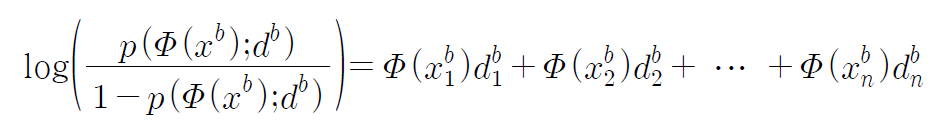 log(p(Φ(x^b);d^b) / 1−p(Φ(x^b);d^b)) = Φ(x_1^b)d_1^b + Φ(x_2^b)d_2^b + ⋯ + Φ(x_n^b)d_n^b